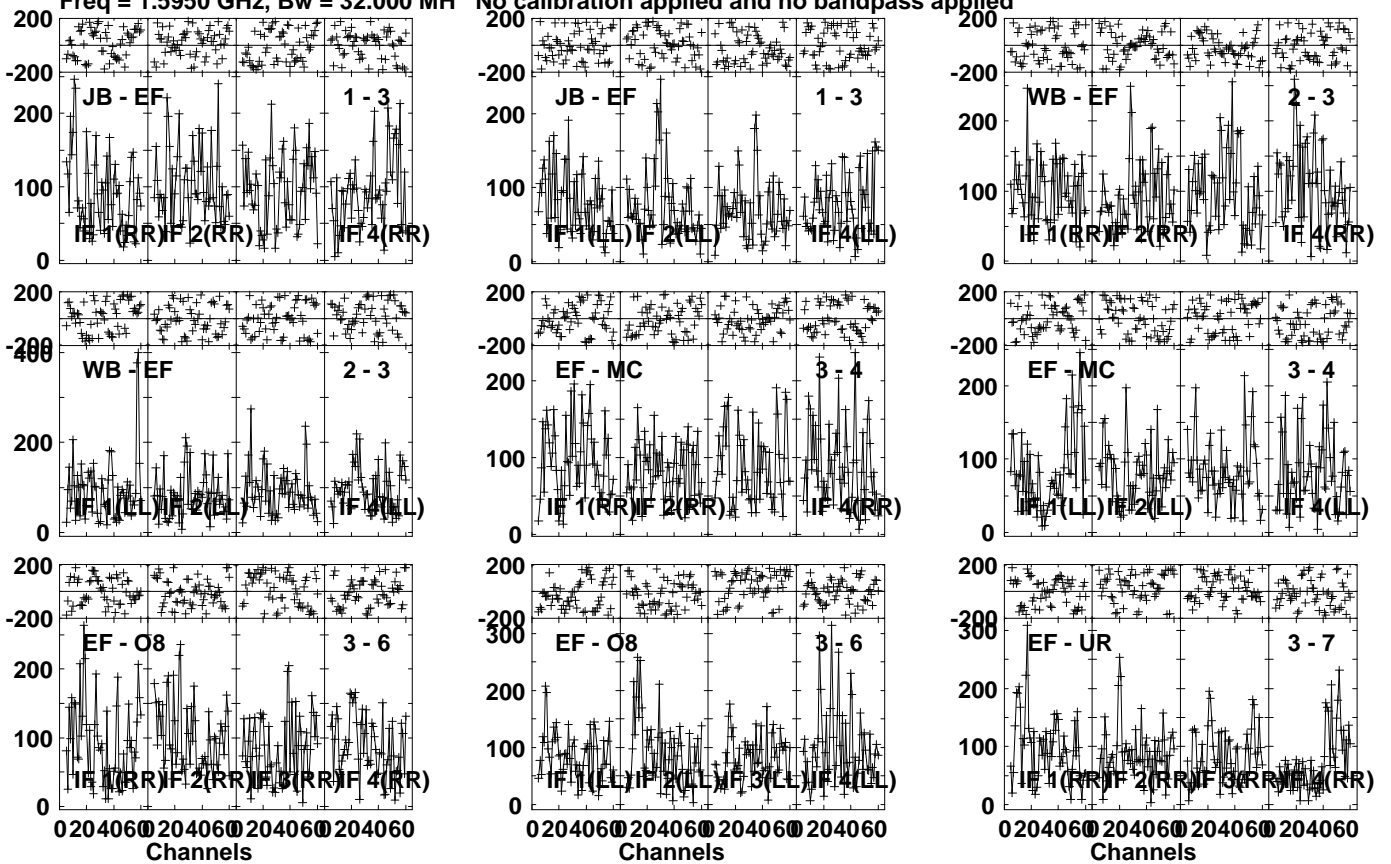 Freq = 1.5950 GHz, Bw = 32.000 MH No calibration applied and no bandpass applied
200 200 200
-200 -200 -200
JB - EF 1 - 3 JB - EF 1 - 3 WB - EF 2 - 3
200 200 200
100 100 100
IF 1(RR) IF 2(RR) IF 4(RR) IF 1(LL) IF 2(LL) IF 4(LL) IF 1(RR) IF 2(RR) IF 4(RR)
0 0 0
200 200 200
-200 -200 -200
400
WB - EF 2 - 3 EF - MC 3 - 4 EF - MC 3 - 4
200 200 200
100 100
IF 1(LL) IF 2(LL) IF 4(LL) IF 1(RR) IF 2(RR) IF 4(RR) IF 1(LL) IF 2(LL) IF 4(LL)
0 0 0
200 200 200
-200 -200 -200
300 300
EF - O8 3 - 6 EF - O8 3 - 6 EF - UR 3 - 7
200 200 200
100 100 100
IF 1(RR) IF 2(RR) IF 3(RR) IF 4(RR) IF 1(LL) IF 2(LL) IF 3(LL) IF 4(LL) IF 1(RR) IF 2(RR) IF 3(RR) IF 4(RR)
0 0 0
0 20 40 60 0 20 40 60 0 20 40 60 0 20 40 60 0 20 40 60 0 20 40 60 0 20 40 60 0 20 40 60 0 20 40 60 0 20 40 60 0 20 40 60 0 20 40 60
Channels Channels Channels